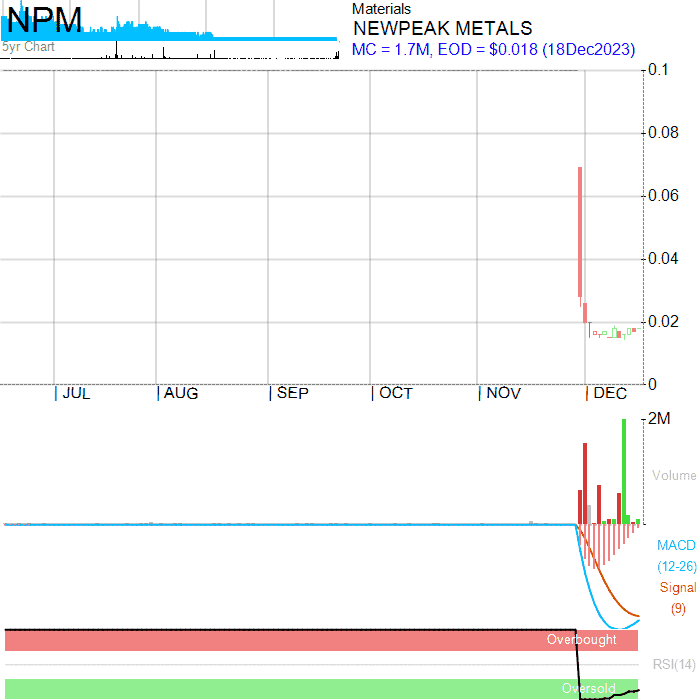 NPM
5yr Chart
Materials
NEWPEAK METALS
MC = 1.7M, EOD = $0.018 (18Dec2023)
0.1
0.08
0.06
0.04
0.02
0
JUL AUG SEP OCT NOV DEC
2M
Volume
MACD
(12-26)
Signal
(9)
Overbought
RSI(14)
Oversold